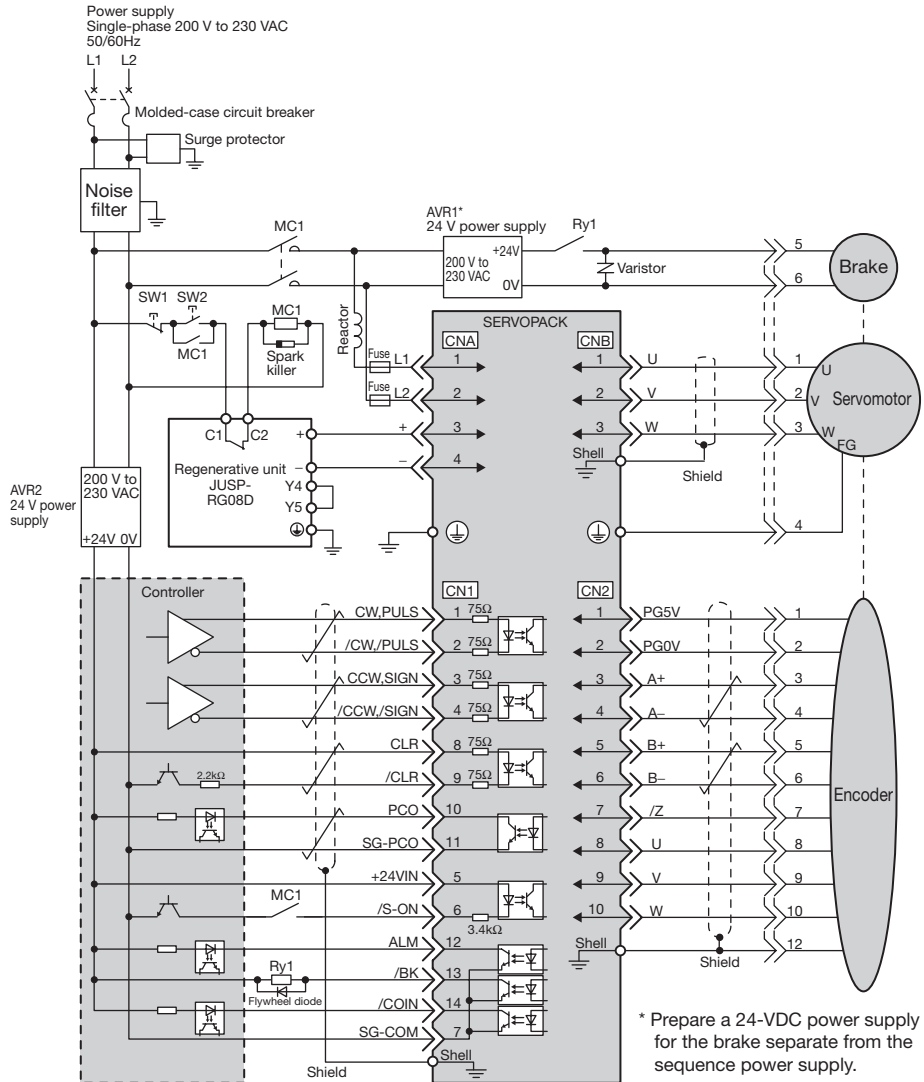 Power supply
Single-phase 200 V to 230 VAC
50/60Hz
L1 L2
Molded-case circuit breaker
Surge protector
Noise
filter
MC1
AVR1*
24 V power supply
+24V
200 V to
230 VAC
0V
Ry1
Varistor
5
6
Brake
SW1 SW2
MC1
MC1
Spark
killer
Reactor
Fuse
L1
Fuse
L2
SERVOPACK
CNA
1
2
3
4
+
–
CNB
1 U
2 V
3 W
Shell
Shield
1
2
3
4
U
V
W
FG
Servomotor
C1 C2
Regenerative unit
JUSP-
RG08D
+
–
Y4
Y5
AVR2
24 V power
supply
200 V to
230 VAC
+24V 0V
Controller
CN1
CW,PULS 1 75Ω
/CW,/PULS 2 75Ω
CCW,SIGN 3 75Ω
/CCW,/SIGN 4 75Ω
CLR 8 75Ω
2.2kΩ /CLR 9 75Ω
PCO 10
SG-PCO 11
+24VIN 5
MC1 /S-ON 6
3.4kΩ
ALM 12
Ry1 /BK 13
Flywheel diode
/COIN 14
SG-COM 7
Shell
Shield
CN2
1 PG5V 1
2 PG0V 2
3 A+ 3
4 A– 4
5 B+ 5
6 B– 6
7 /Z 7
8 U 8
9 V 9
10 W 10
Shell 12
Shield
Encoder
* Prepare a 24-VDC power supply
for the brake separate from the
sequence power supply.